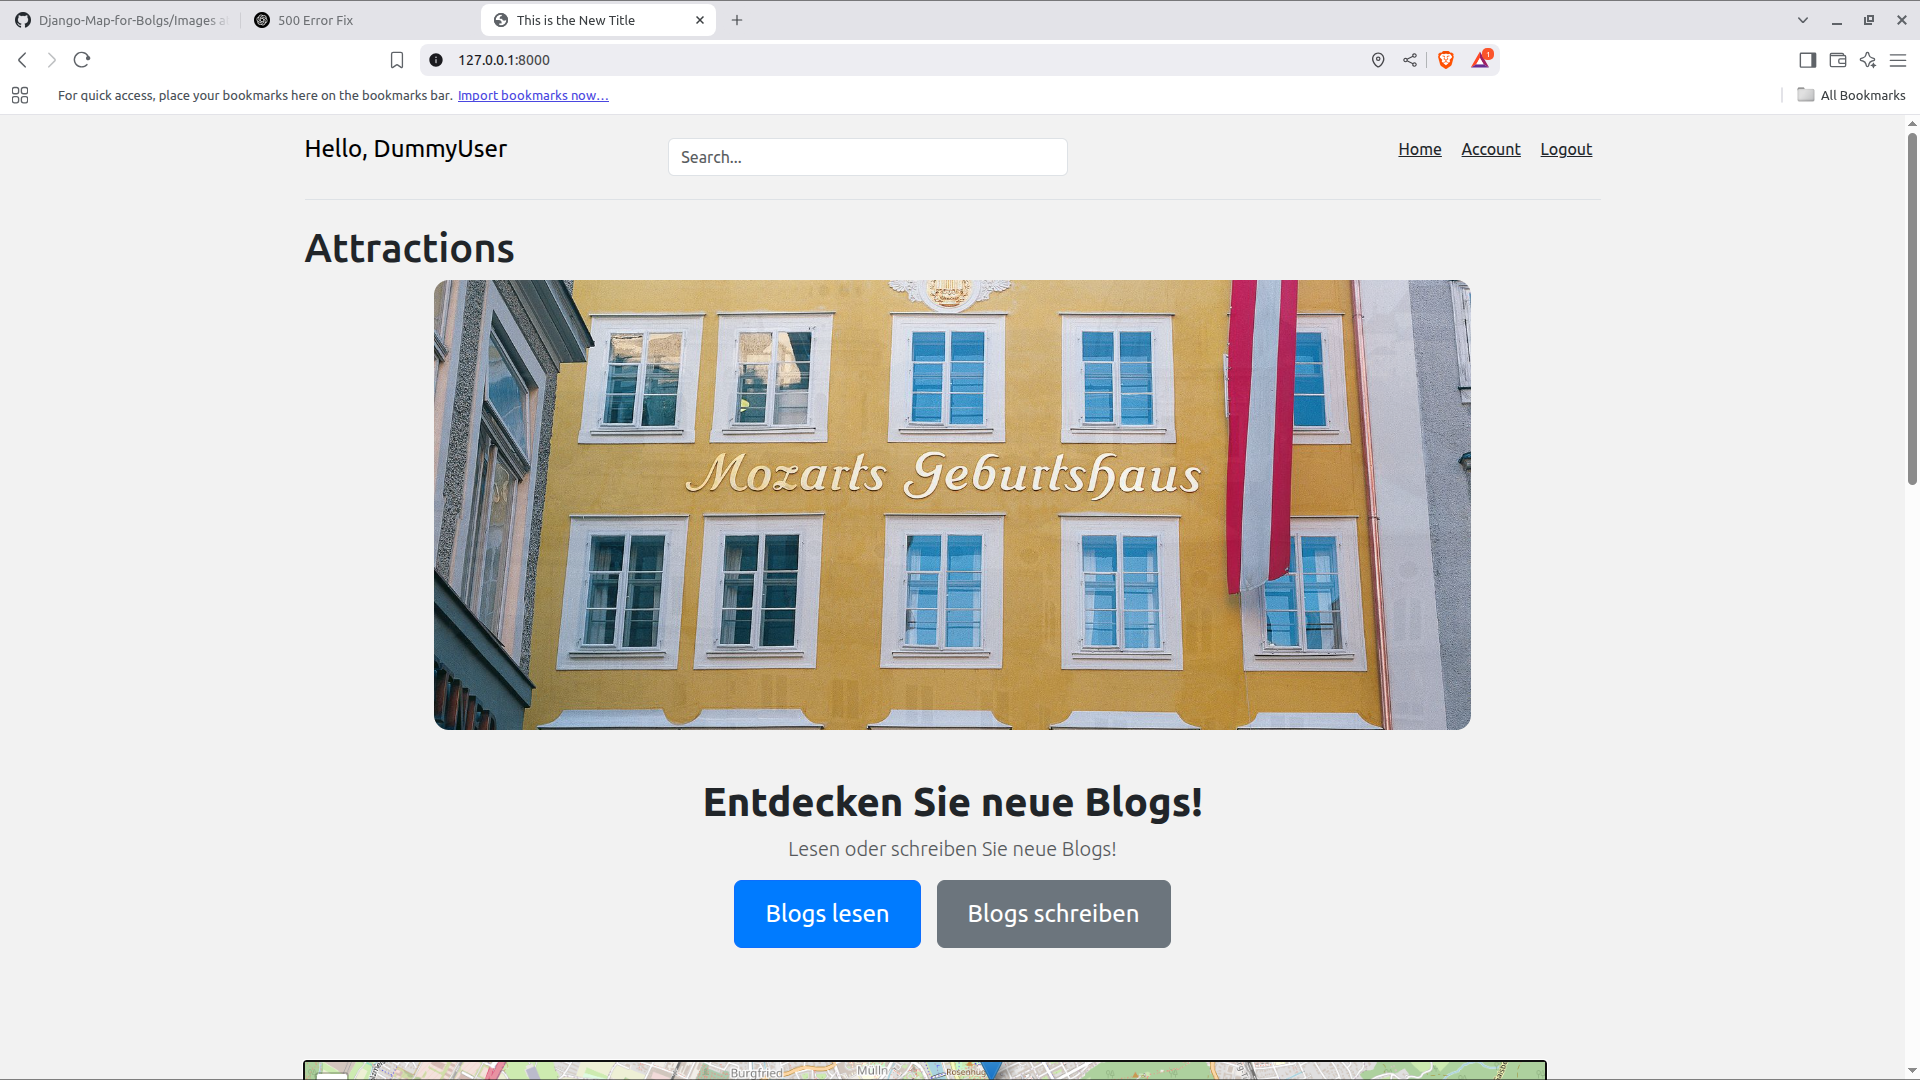 Django-Map-for-Bolgs/Images a
500 Error Fix
This is the New Title
127.0.0.1:8000
1
For quick access, place your bookmarks here on the bookmarks bar. Import bookmarks now...
All Bookmarks
Hello, DummyUser
Search...
Home Account Logout
Attractions
Mozarts Geburtshaus
Entdecken Sie neue Blogs!
Lesen oder schreiben Sie neue Blogs!
Blogs lesen
Blogs schreiben
Burgfried
Mülln